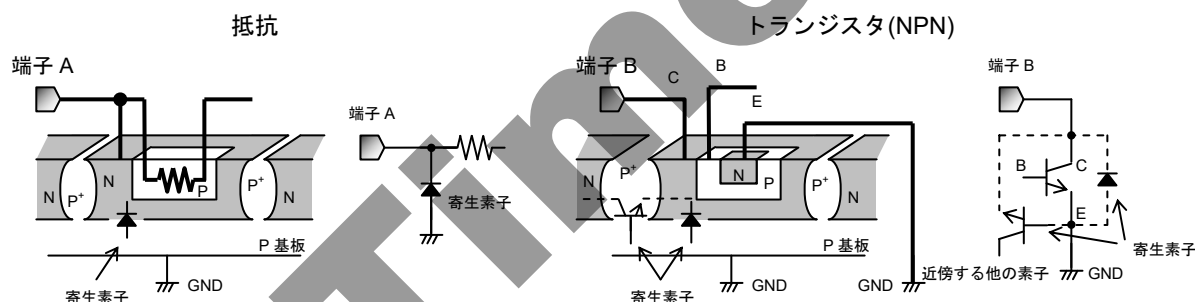 抵抗
トランジスタ(NPN)
端子 A
端子 A
N
P+
N
P
P+
N
P 基板
寄生素子
GND
寄生素子
端子 B
C
B
E
N
P+
N
N
P
P+
N
P 基板
寄生素子
GND
GND
端子 B
B
C
E
寄生素子
近傍する他の素子
GND
Time